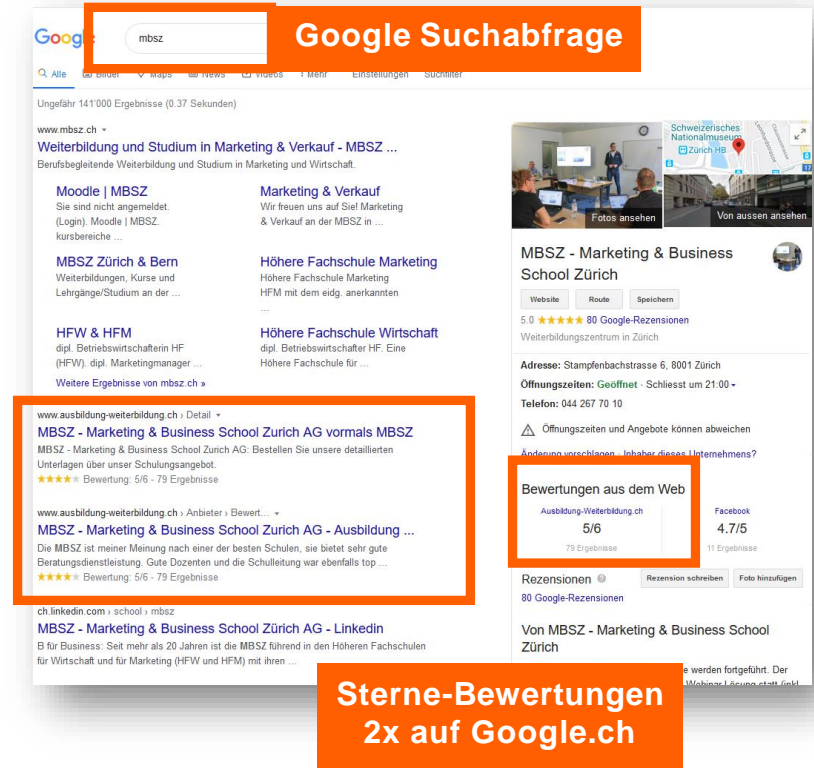 Google Suchabfrage
Goog
mbsz
Alle Bilder Maps News Videos Mehr Einstellungen Suchfilter
Ungefähr 141'000 Ergebnisse (0.37 Sekunden)
www.mbsz.ch
Weiterbildung und Studium in Marketing & Verkauf - MBSZ ...
Berufsbegleitende Weiterbildung und Studium in Marketing und Wirtschaft.
Moodle | MBSZ
Sie sind nicht angemeldet.
(Login). Moodle | MBSZ.
kursbereiche ...
Marketing & Verkauf
Wir freuen uns auf Sie! Marketing
& Verkauf an der MBSZ in ...
MBSZ Zürich & Bern
Weiterbildungen, Kurse und
Lehrgänge/Studium an der ...
Höhere Fachschule Marketing
Höhere Fachschule Marketing
HFM mit dem eidg. anerkannten
...
HFW & HFM
dipl. Betriebswirtschafterin HF
(HFW). dipl. Marketingmanager ...
Höhere Fachschule Wirtschaft
dipl. Betriebswirtschafter HF. Eine
Höhere Fachschule für ...
Weitere Ergebnisse von mbsz.ch »
www.ausbildung-weiterbildung.ch › Detail
MBSZ - Marketing & Business School Zurich AG vormals MBSZ
MBSZ - Marketing & Business School Zurich AG: Bestellen Sie unsere detaillierten
Unterlagen über unser Schulungsangebot.
★★★★★ Bewertung: 5/6 - 79 Ergebnisse
www.ausbildung-weiterbildung.ch › Anbieter › Bewert...
MBSZ - Marketing & Business School Zurich AG - Ausbildung ...
Die MBSZ ist meiner Meinung nach einer der besten Schulen, sie bietet sehr gute
Beratungsdienstleistung. Gute Dozenten und die Schulleitung war ebenfalls top ...
★★★★★ Bewertung: 5/6 - 79 Ergebnisse
ch.linkedin.com › school › mbsz
MBSZ - Marketing & Business School Zürich AG - Linkedin
B für Business: Seit mehr als 20 Jahren ist die MBSZ führend in den Höheren Fachschulen
für Wirtschaft und für Marketing (HFW und HFM) mit ihren ...
Schweizerisches
Nationalmuseum
Zürich HB
Fotos ansehen
Von aussen ansehen
MBSZ - Marketing & Business
School Zürich
Website Route Speichern
5.0 ★★★★★ 80 Google-Rezensionen
Weiterbildungszentrum in Zürich
Adresse: Stampfenbachstrasse 6, 8001 Zürich
Öffnungszeiten: Geöffnet · Schliesst um 21:00
Telefon: 044 267 70 10
Öffnungszeiten und Angebote können abweichen
Änderung vorschlagen · Inhaber dieses Unternehmens?
Bewertungen aus dem Web
Ausbildung-Weiterbildung.ch
5/6
79 Ergebnisse
Facebook
4.7/5
11 Ergebnisse
Rezensionen
Rezension schreiben Foto hinzufügen
80 Google-Rezensionen
Von MBSZ - Marketing & Business School
Zürich
e werden fortgeführt. Der
Sterne-Bewertungen
2x auf Google.ch